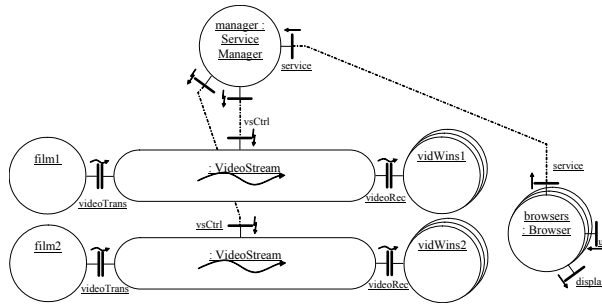 manager :
Service
Manager
service
vsCtrl
film1
: VideoStream
vidWins1
videoTrans
videoRec
service
browsers
: Browser
vsCtrl
film2
: VideoStream
vidWins2
videoTrans
videoRec
display